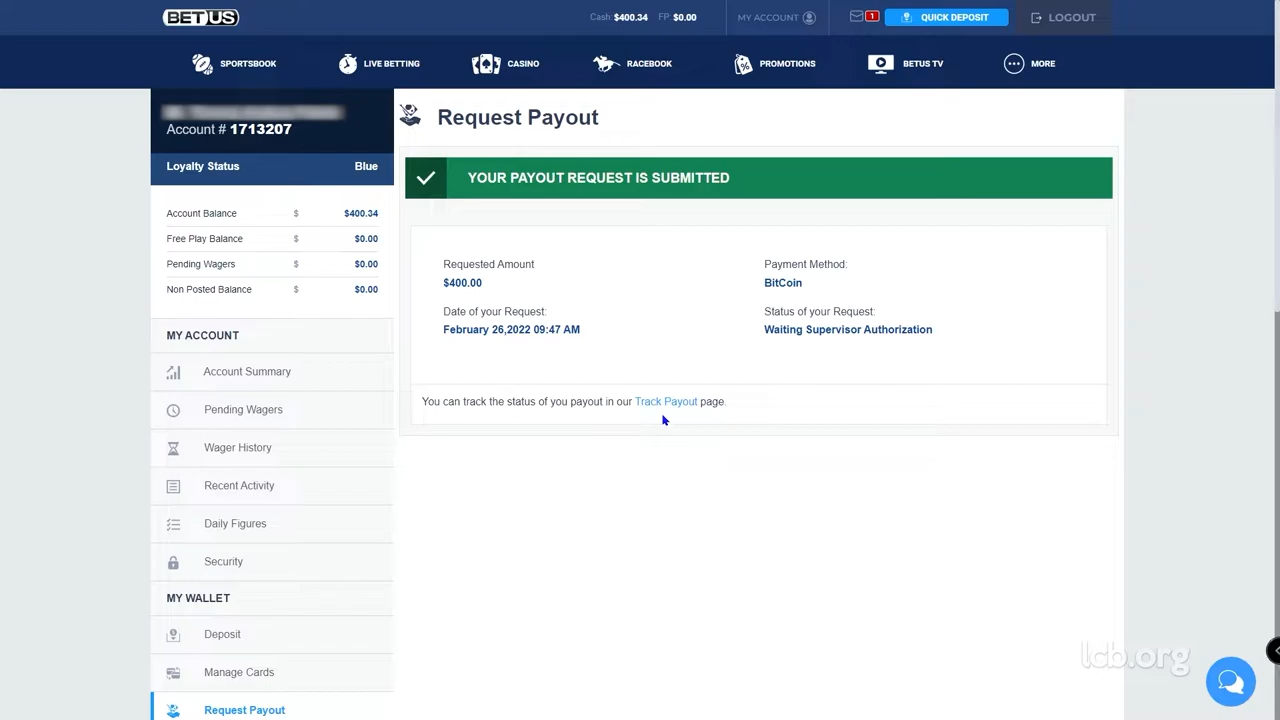 BETUS
Cash: $400.34 FP: $0.00
MY ACCOUNT
1
QUICK DEPOSIT
LOGOUT
SPORTSBOOK
LIVE BETTING
CASINO
RACEBOOK
PROMOTIONS
BETUS TV
MORE
Account # 1713207
Loyalty Status Blue
Account Balance $ $400.34
Free Play Balance $ $0.00
Pending Wagers $ $0.00
Non Posted Balance $ $0.00
MY ACCOUNT
Account Summary
Pending Wagers
Wager History
Recent Activity
Daily Figures
Security
MY WALLET
Deposit
Manage Cards
Request Payout
Request Payout
YOUR PAYOUT REQUEST IS SUBMITTED
Requested Amount
$400.00
Payment Method:
BitCoin
Date of your Request:
February 26,2022 09:47 AM
Status of your Request:
Waiting Supervisor Authorization
You can track the status of you payout in our Track Payout page.
lcb.org